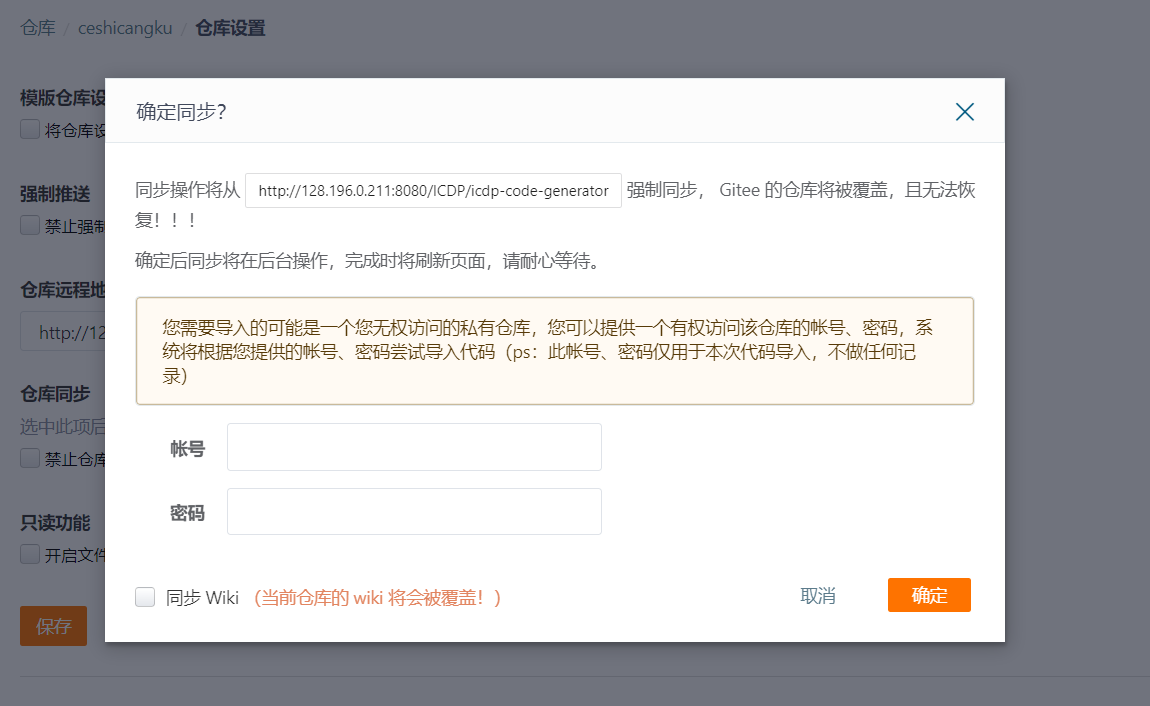 仓库 / ceshicangku / 仓库设置
模版仓库设
将仓库设
强制推送
禁止强制
仓库远程地
http://12
仓库同步
选中此项后
禁止仓库
只读功能
开启文件
保存
确定同步？
同步操作将从 http://128.196.0.211:8080/ICDP/icdp-code-generator 强制同步， Gitee 的仓库将被覆盖，且无法恢
复！！！
确定后同步将在后台操作，完成时将刷新页面，请耐心等待。
您需要导入的可能是一个您无权访问的私有仓库，您可以提供一个有权访问该仓库的帐号、密码，系
统将根据您提供的帐号、密码尝试导入代码（ps：此帐号、密码仅用于本次代码导入，不做任何记
录）
帐号
密码
同步 Wiki （当前仓库的 wiki 将会被覆盖！）
取消
确定